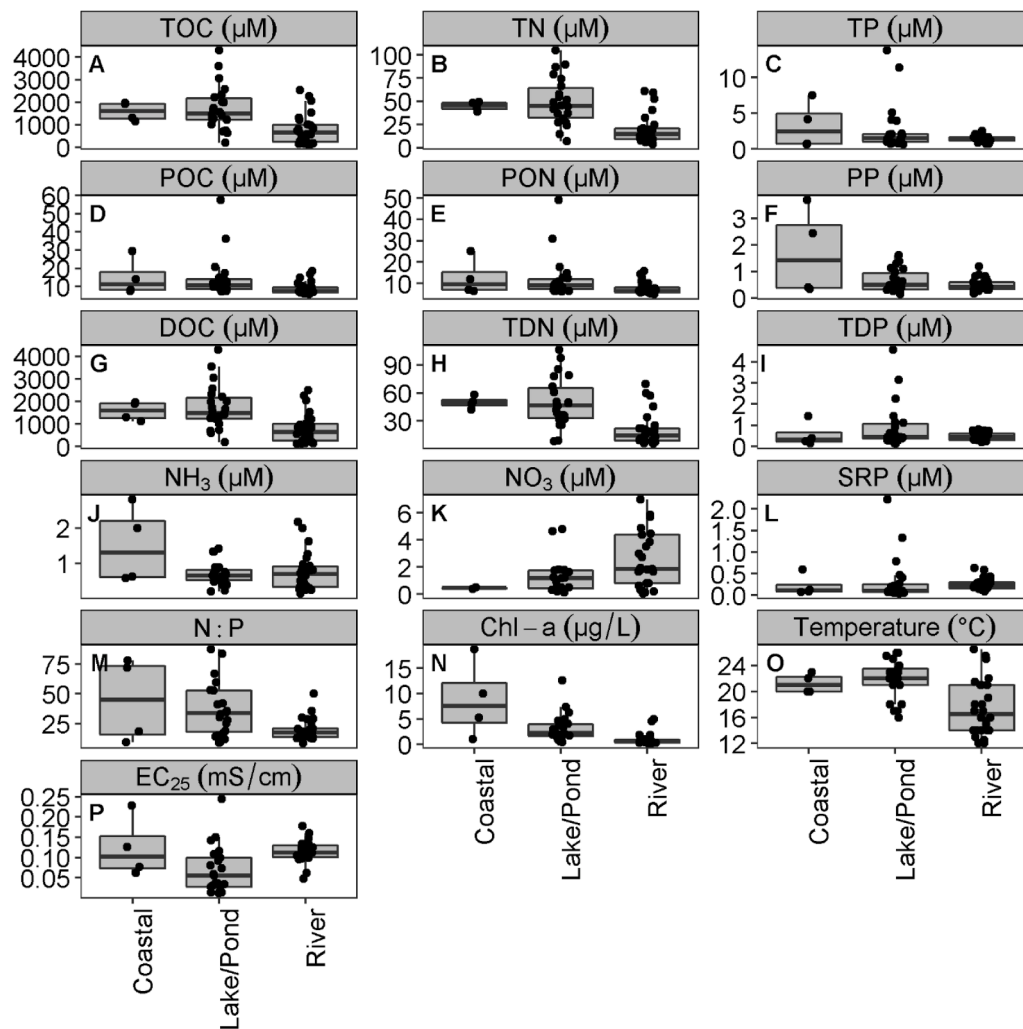 TOC (µM) TN (µM) TP (µM)
A B C
4000 3000 2000 1000 0
100 75 50 25 0
10 5 0
POC (µM) PON (µM) PP (µM)
D E F
60 50 40 30 20 10
50 40 30 20 10 0
3 2 1 0
DOC (µM) TDN (µM) TDP (µM)
G H I
4000 3000 2000 1000 0
90 60 30
4 3 2 1 0
NH₃ (µM) NO₃ (µM) SRP (µM)
J K L
2 1
6 4 2 0
2.0 1.5 1.0 0.5 0.0
N : P Chl − a (µg/L) Temperature (°C)
M N O
75 50 25
15 10 5 0
24 20 16 12
EC₂₅ (mS/cm)
P
0.25 0.20 0.15 0.10 0.05
Coastal Lake/Pond River
Coastal Lake/Pond River
Coastal Lake/Pond River